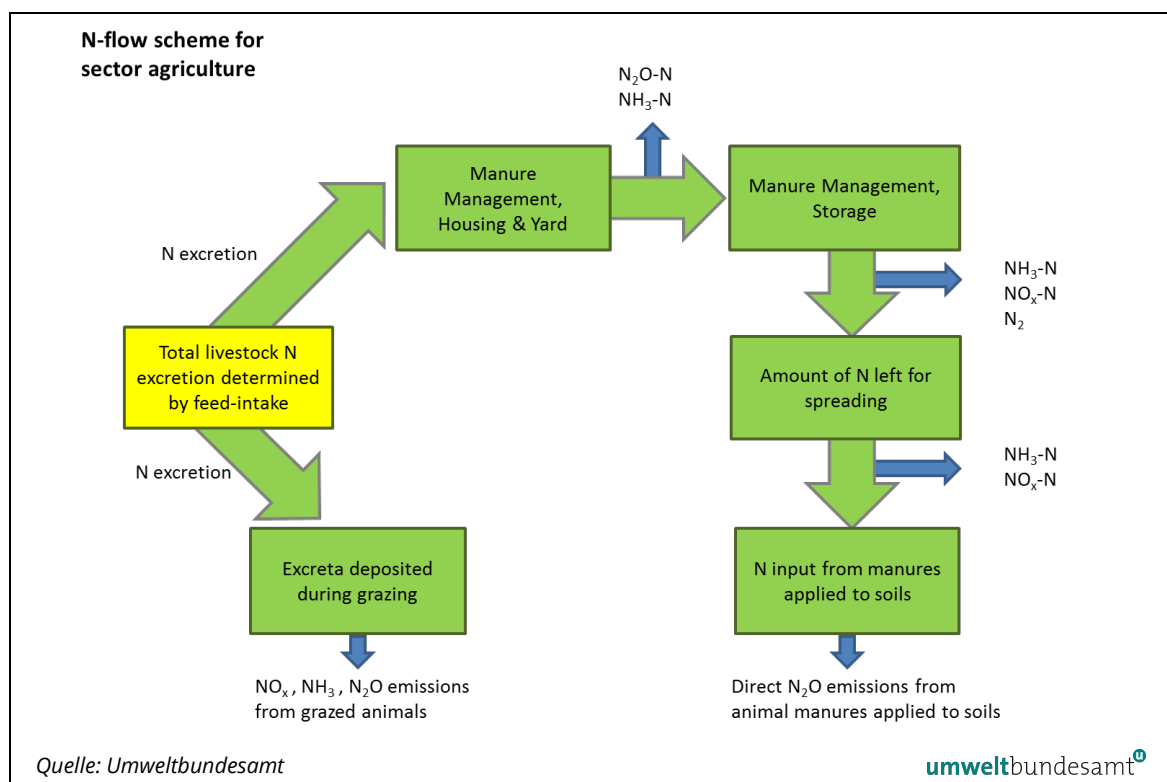 N-flow scheme for
sector agriculture
N₂O-N
NH₃-N
Manure
Management,
Housing & Yard
Manure Management,
Storage
N excretion
NH₃-N
NOₓ-N
N₂
Total livestock N
excretion determined
by feed-intake
Amount of N left for
spreading
N excretion
NH₃-N
NOₓ-N
Excreta deposited
during grazing
N input from manures
applied to soils
NOₓ , NH₃ , N₂O emissions
from grazed animals
Direct N₂O emissions from
animal manures applied to soils
Quelle: Umweltbundesamt
umweltbundesamt u